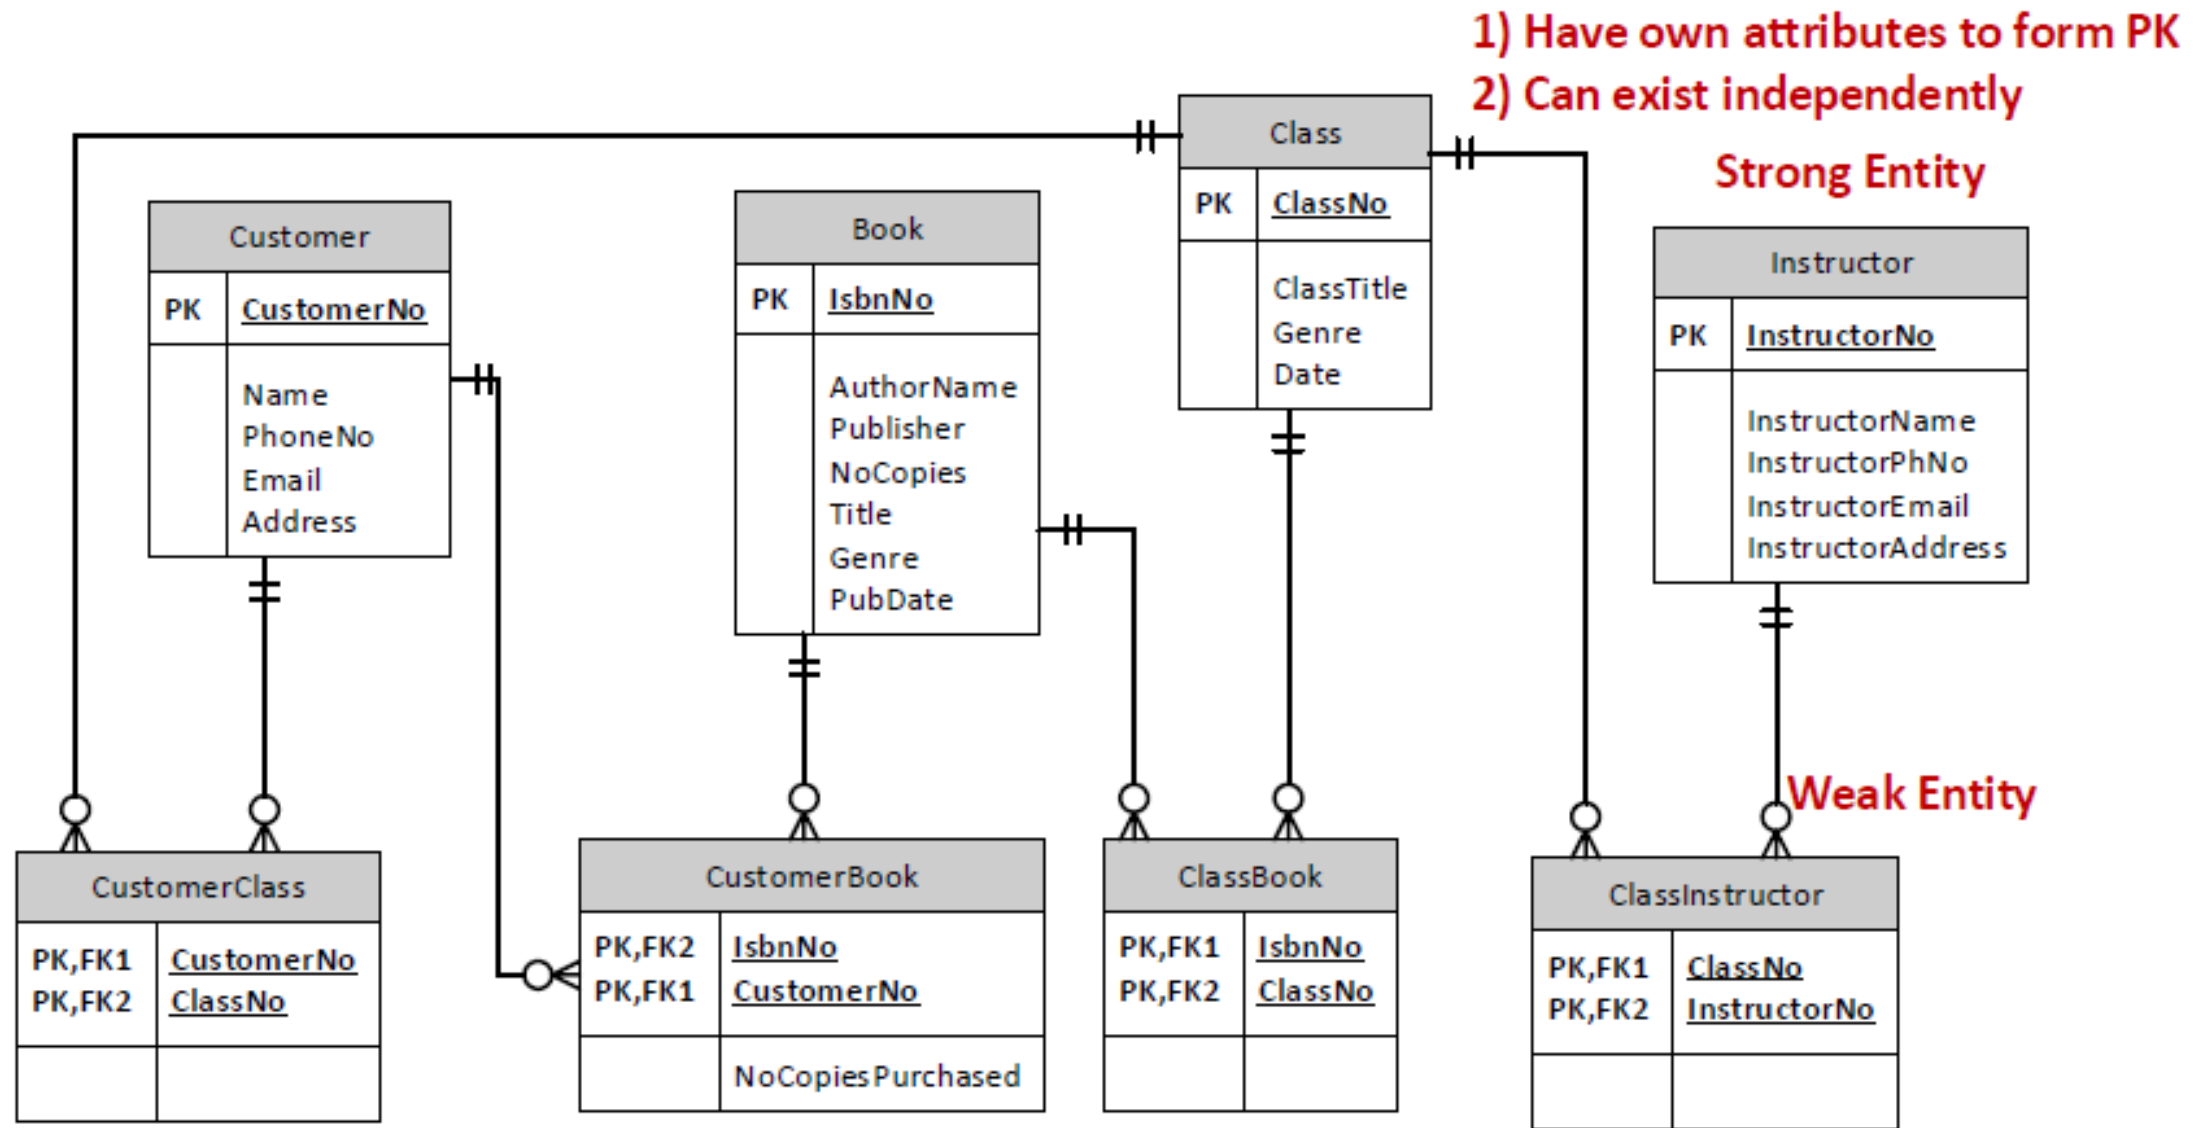 1) Have own attributes to form PK
2) Can exist independently
Strong Entity
Class
PK ClassNo
ClassTitle
Genre
Date
Customer
PK CustomerNo
Name
PhoneNo
Email
Address
Book
PK IsbnNo
AuthorName
Publisher
NoCopies
Title
Genre
PubDate
Instructor
PK InstructorNo
InstructorName
InstructorPhNo
InstructorEmail
InstructorAddress
Weak Entity
CustomerClass
PK,FK1 CustomerNo
PK,FK2 ClassNo
CustomerBook
PK,FK2 IsbnNo
PK,FK1 CustomerNo
NoCopiesPurchased
ClassBook
PK,FK1 IsbnNo
PK,FK2 ClassNo
ClassInstructor
PK,FK1 ClassNo
PK,FK2 InstructorNo